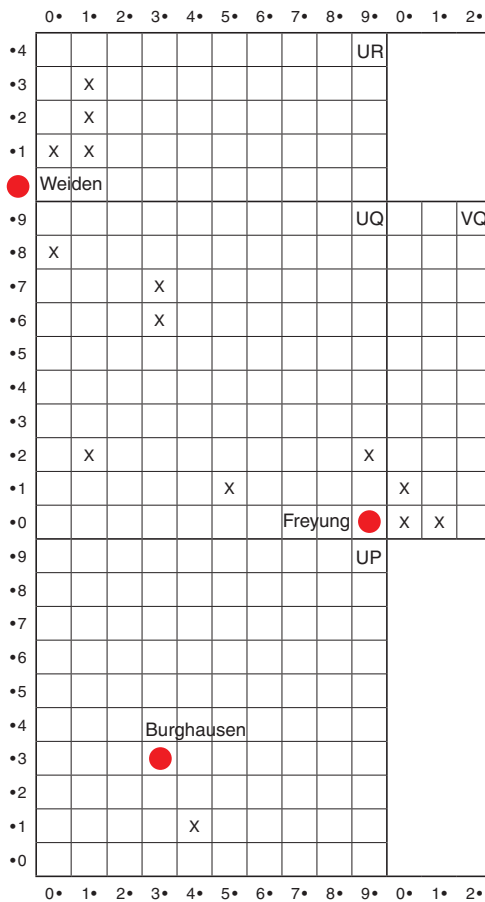 0• 1• 2• 3• 4• 5• 6• 7• 8• 9• 0• 1• 2•
•4 UR
•3 X
•2 X
•1 X X
Weiden
•9 UQ VQ
•8 X
•7 X
•6 X
•5
•4
•3
•2 X X
•1 X X
•0 Freyung X X
•9 UP
•8
•7
•6
•5
•4 Burghausen
•3
•2
•1 X
•0
0• 1• 2• 3• 4• 5• 6• 7• 8• 9• 0• 1• 2•